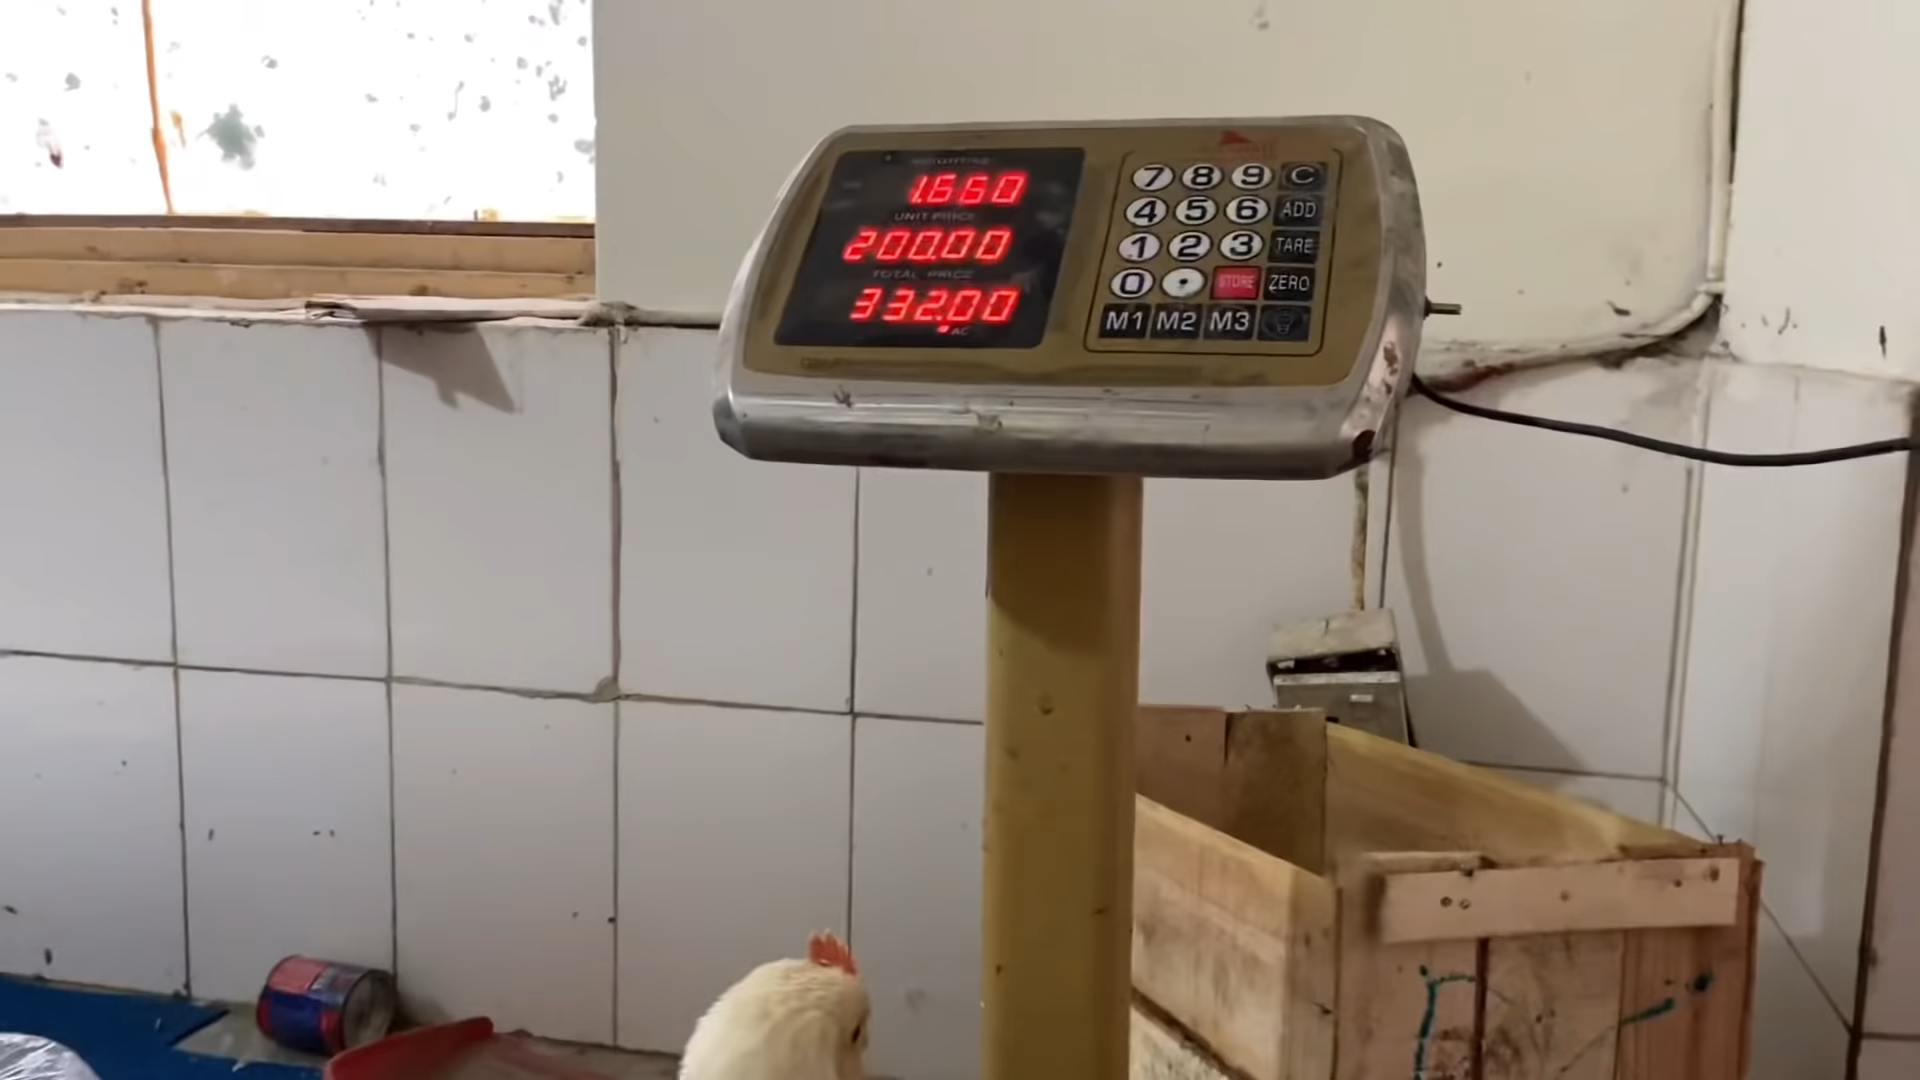 1.660
UNIT PRICE
200.00
TOTAL PRICE
332.00
AC
7 8 9 C
4 5 6 ADD
1 2 3 TARE
0 . STORE ZERO
M1 M2 M3